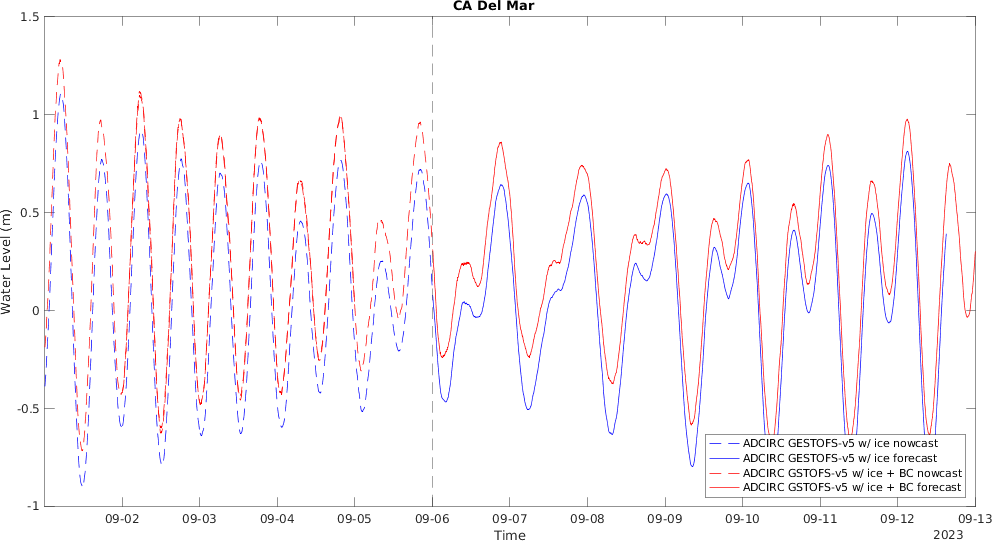 CA Del Mar
1.5
1
0.5
0
-0.5
-1
Water Level (m)
09-02 09-03 09-04 09-05 09-06 09-07 09-08 09-09 09-10 09-11 09-12 09-13
Time
2023
ADCIRC GESTOFS-v5 w/ ice nowcast
ADCIRC GESTOFS-v5 w/ ice forecast
ADCIRC GSTOFS-v5 w/ ice + BC nowcast
ADCIRC GSTOFS-v5 w/ ice + BC forecast